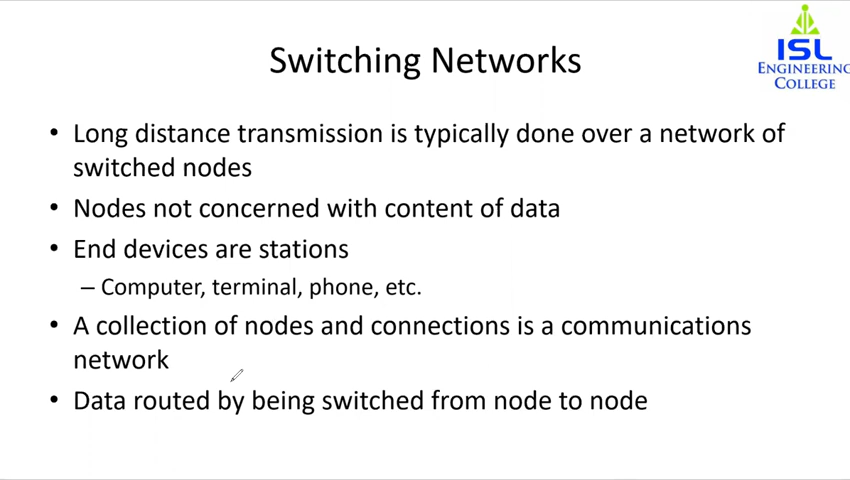 Switching Networks
ISL
ENGINEERING
COLLEGE
• Long distance transmission is typically done over a network of
switched nodes
• Nodes not concerned with content of data
• End devices are stations
– Computer, terminal, phone, etc.
• A collection of nodes and connections is a communications
network
• Data routed by being switched from node to node